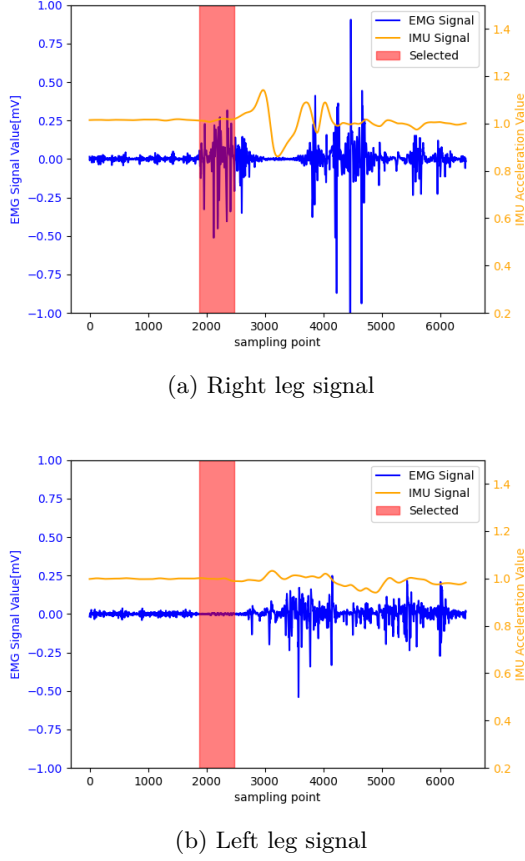 1.00
0.75
0.50
0.25
0.00
−0.25
−0.50
−0.75
−1.00
EMG Signal Value[mV]
EMG Signal
IMU Signal
Selected
1.4
1.2
1.0
0.8
0.6
0.4
0.2
IMU Acceleration Value
0 1000 2000 3000 4000 5000 6000
sampling point
(a) Right leg signal
1.00
0.75
0.50
0.25
0.00
−0.25
−0.50
−0.75
−1.00
EMG Signal Value[mV]
EMG Signal
IMU Signal
Selected
1.4
1.2
1.0
0.8
0.6
0.4
0.2
IMU Acceleration Value
0 1000 2000 3000 4000 5000 6000
sampling point
(b) Left leg signal